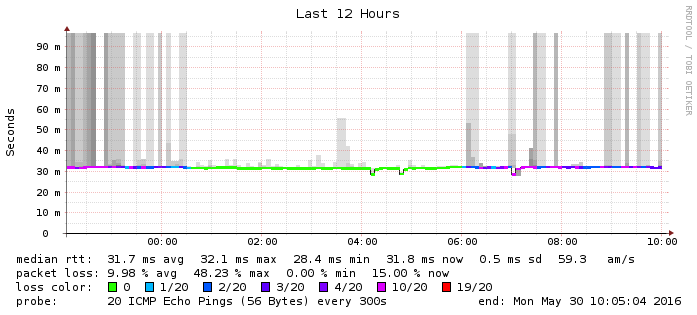 Last 12 Hours
RRDTOOL / TOBI OETIKER
Seconds
90 m
80 m
70 m
60 m
50 m
40 m
30 m
20 m
10 m
0
00:00 02:00 04:00 06:00 08:00 10:00
median rtt: 31.7 ms avg 32.1 ms max 28.4 ms min 31.8 ms now 0.5 ms sd 59.3 am/s
packet loss: 9.98 % avg 48.23 % max 0.00 % min 15.00 % now
loss color: 0 1/20 2/20 3/20 4/20 10/20 19/20
probe: 20 ICMP Echo Pings (56 Bytes) every 300s end: Mon May 30 10:05:04 2016